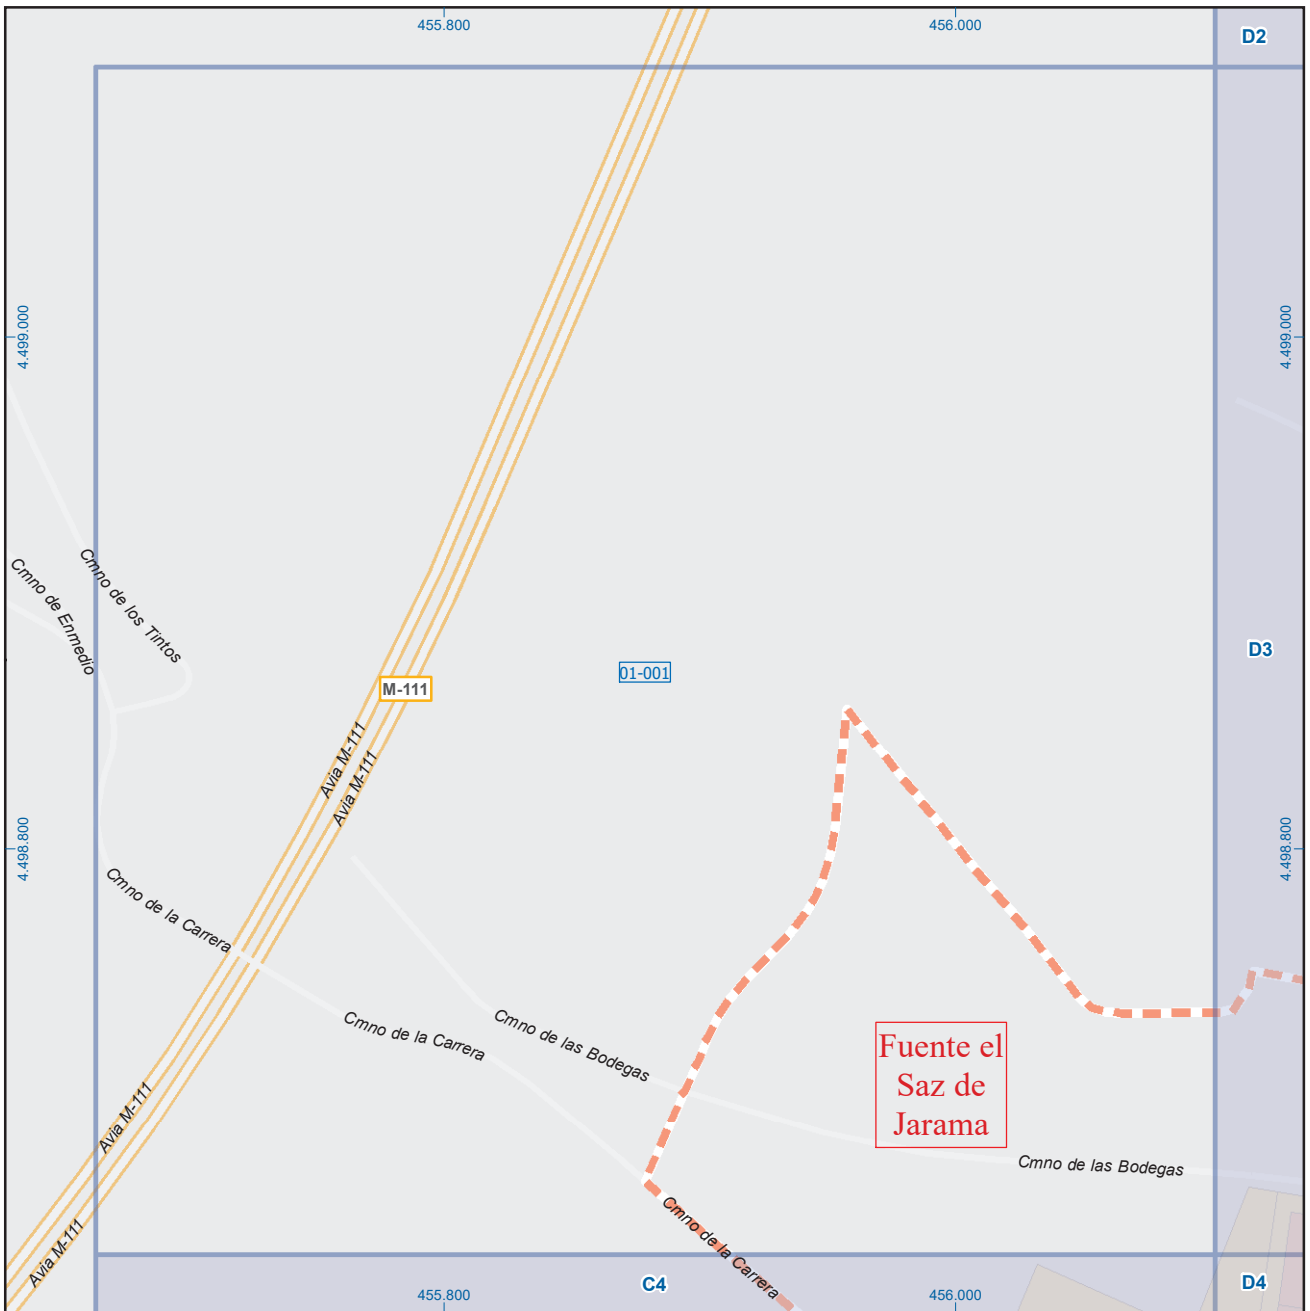 455.800
456.000
D2
4.499.000
4.499.000
Cmno de los Tintos
Cmno de Enmedio
D3
01-001
M-111
Avia M-111
Avia M-111
4.498.800
4.498.800
Cmno de la Carrera
Cmno de la Carrera
Cmno de las Bodegas
Fuente el
Saz de
Jarama
Avia M-111
Cmno de las Bodegas
Avia M-111
Cmno de la Carrera
C4
D4
455.800
456.000